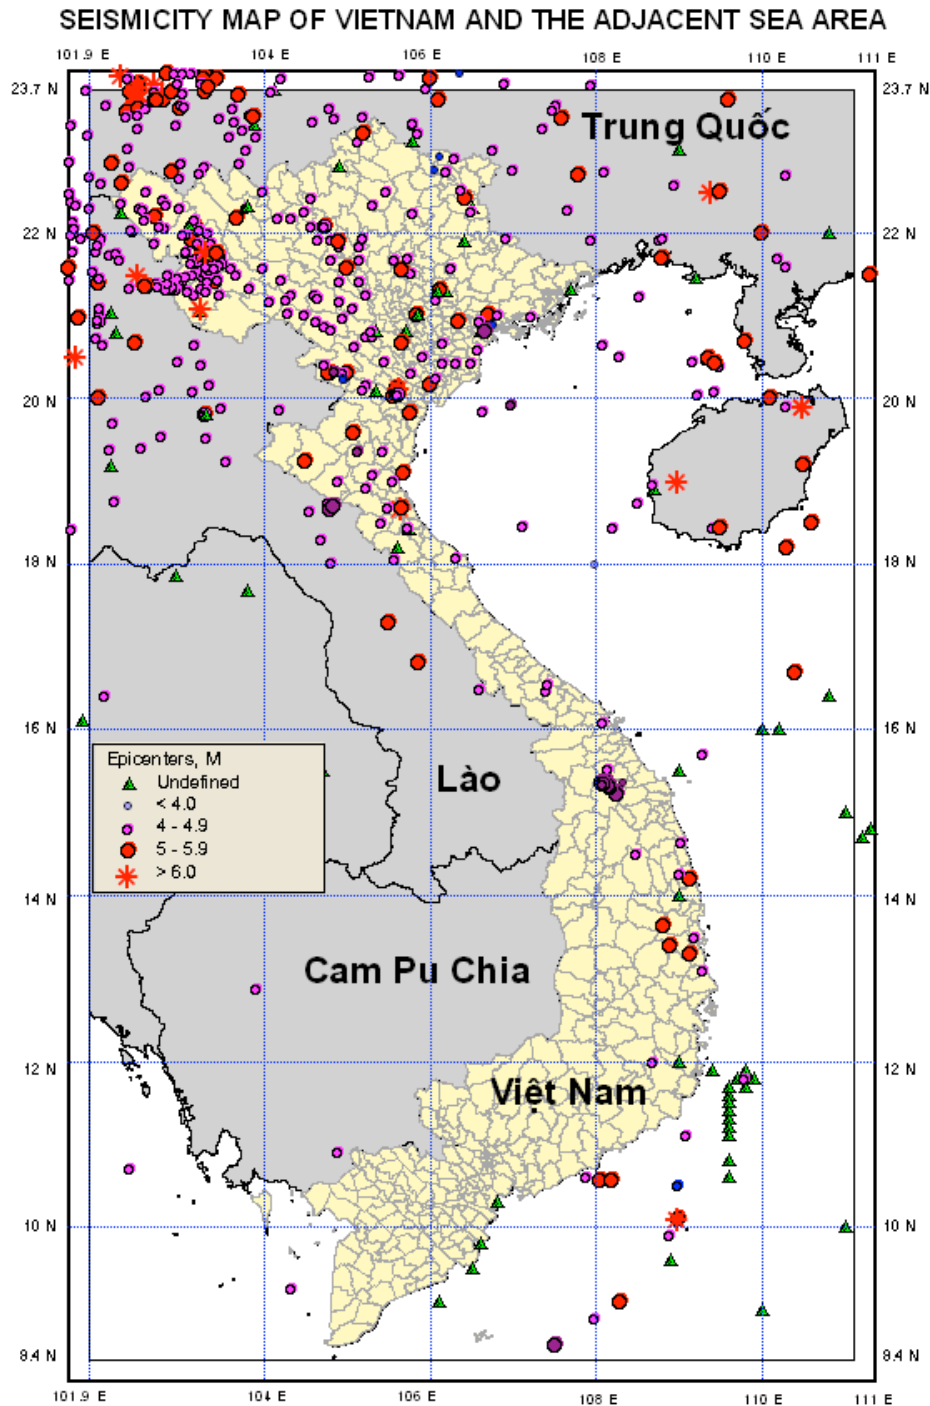 SEISMICITY MAP OF VIETNAM AND THE ADJACENT SEA AREA
101.9 E 104 E 106 E 108 E 110 E 111 E
23.7 N 23.7 N
Trung Quốc
22 N 22 N
20 N 20 N
18 N 18 N
16 N 16 N
Epicenters, M
Undefined
< 4.0
4 - 4.9
5 - 5.9
> 6.0
Lào
14 N 14 N
Cam Pu Chia
12 N 12 N
Việt Nam
10 N 10 N
8.4 N 8.4 N
101.9 E 104 E 106 E 108 E 110 E 111 E